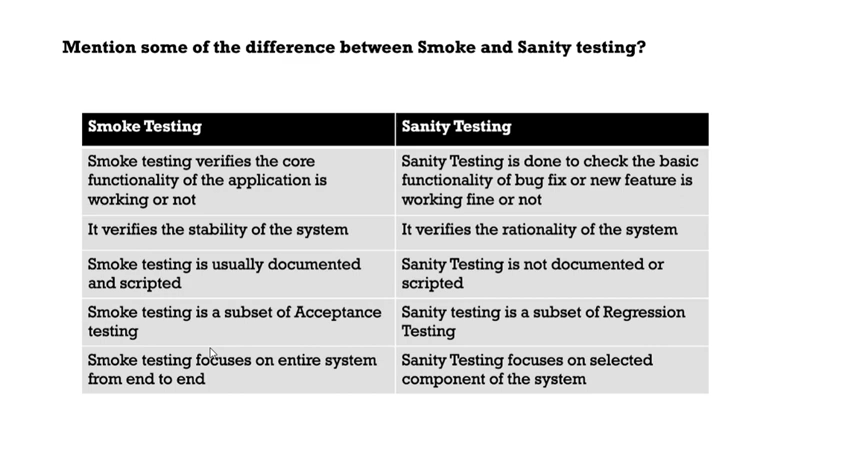 Mention some of the difference between Smoke and Sanity testing?
Smoke Testing
Sanity Testing
Smoke testing verifies the core
functionality of the application is
working or not
Sanity Testing is done to check the basic
functionality of bug fix or new feature is
working fine or not
It verifies the stability of the system
It verifies the rationality of the system
Smoke testing is usually documented
and scripted
Sanity Testing is not documented or
scripted
Smoke testing is a subset of Acceptance
testing
Sanity testing is a subset of Regression
Testing
Smoke testing focuses on entire system
from end to end
Sanity Testing focuses on selected
component of the system